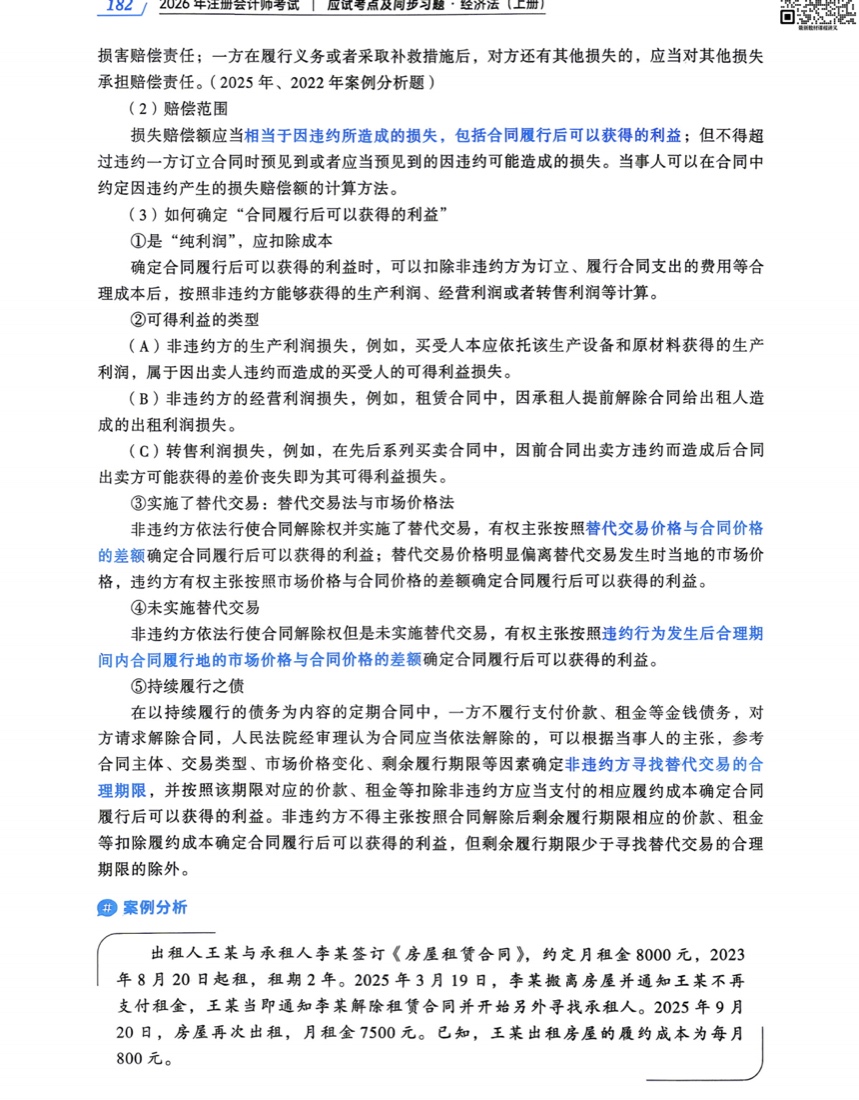 182 2026年注册会计师考试 | 应试考点及同步习题·经济法（上册）
损害赔偿责任；一方在履行义务或者采取补救措施后，对方还有其他损失的，应当对其他损失
承担赔偿责任。（2025年、2022年案例分析题）
（2）赔偿范围
损失赔偿额应当相当于因违约所造成的损失，包括合同履行后可以获得的利益；但不得超
过违约一方订立合同时预见到或者应当预见到的因违约可能造成的损失。当事人可以在合同中
约定因违约产生的损失赔偿额的计算方法。
（3）如何确定“合同履行后可以获得的利益”
①是“纯利润”，应扣除成本
确定合同履行后可以获得的利益时，可以扣除非违约方为订立、履行合同支出的费用等合
理成本后，按照非违约方能够获得的生产利润、经营利润或者转售利润等计算。
②可得利益的类型
（A）非违约方的生产利润损失，例如，买受人本应依托该生产设备和原材料获得的生产
利润，属于因出卖人违约而造成的买受人的可得利益损失。
（B）非违约方的经营利润损失，例如，租赁合同中，因承租人提前解除合同给出租人造
成的出租利润损失。
（C）转售利润损失，例如，在先后系列买卖合同中，因前合同出卖方违约而造成后合同
出卖方可能获得的差价丧失即为其可得利益损失。
③实施了替代交易：替代交易法与市场价格法
非违约方依法行使合同解除权并实施了替代交易，有权主张按照替代交易价格与合同价格
的差额确定合同履行后可以获得的利益；替代交易价格明显偏离替代交易发生时当地的市场价
格，违约方有权主张按照市场价格与合同价格的差额确定合同履行后可以获得的利益。
④未实施替代交易
非违约方依法行使合同解除权但是未实施替代交易，有权主张按照违约行为发生后合理期
间内合同履行地的市场价格与合同价格的差额确定合同履行后可以获得的利益。
⑤持续履行之债
在以持续履行的债务为内容的定期合同中，一方不履行支付价款、租金等金钱债务，对
方请求解除合同，人民法院经审理认为合同应当依法解除的，可以根据当事人的主张，参考
合同主体、交易类型、市场价格变化、剩余履行期限等因素确定非违约方寻找替代交易的合
理期限，并按照该期限对应的价款、租金等扣除非违约方应当支付的相应履约成本确定合同
履行后可以获得的利益。非违约方不得主张按照合同解除后剩余履行期限相应的价款、租金
等扣除履约成本确定合同履行后可以获得的利益，但剩余履行期限少于寻找替代交易的合理
期限的除外。
# 案例分析
出租人王某与承租人李某签订《房屋租赁合同》，约定月租金8000元，2023
年8月20日起租，租期2年。2025年3月19日，李某搬离房屋并通知王某不再
支付租金，王某当即通知李某解除租赁合同并开始另外寻找承租人。2025年9月
20日，房屋再次出租，月租金7500元。已知，王某出租房屋的履约成本为每月
800元。